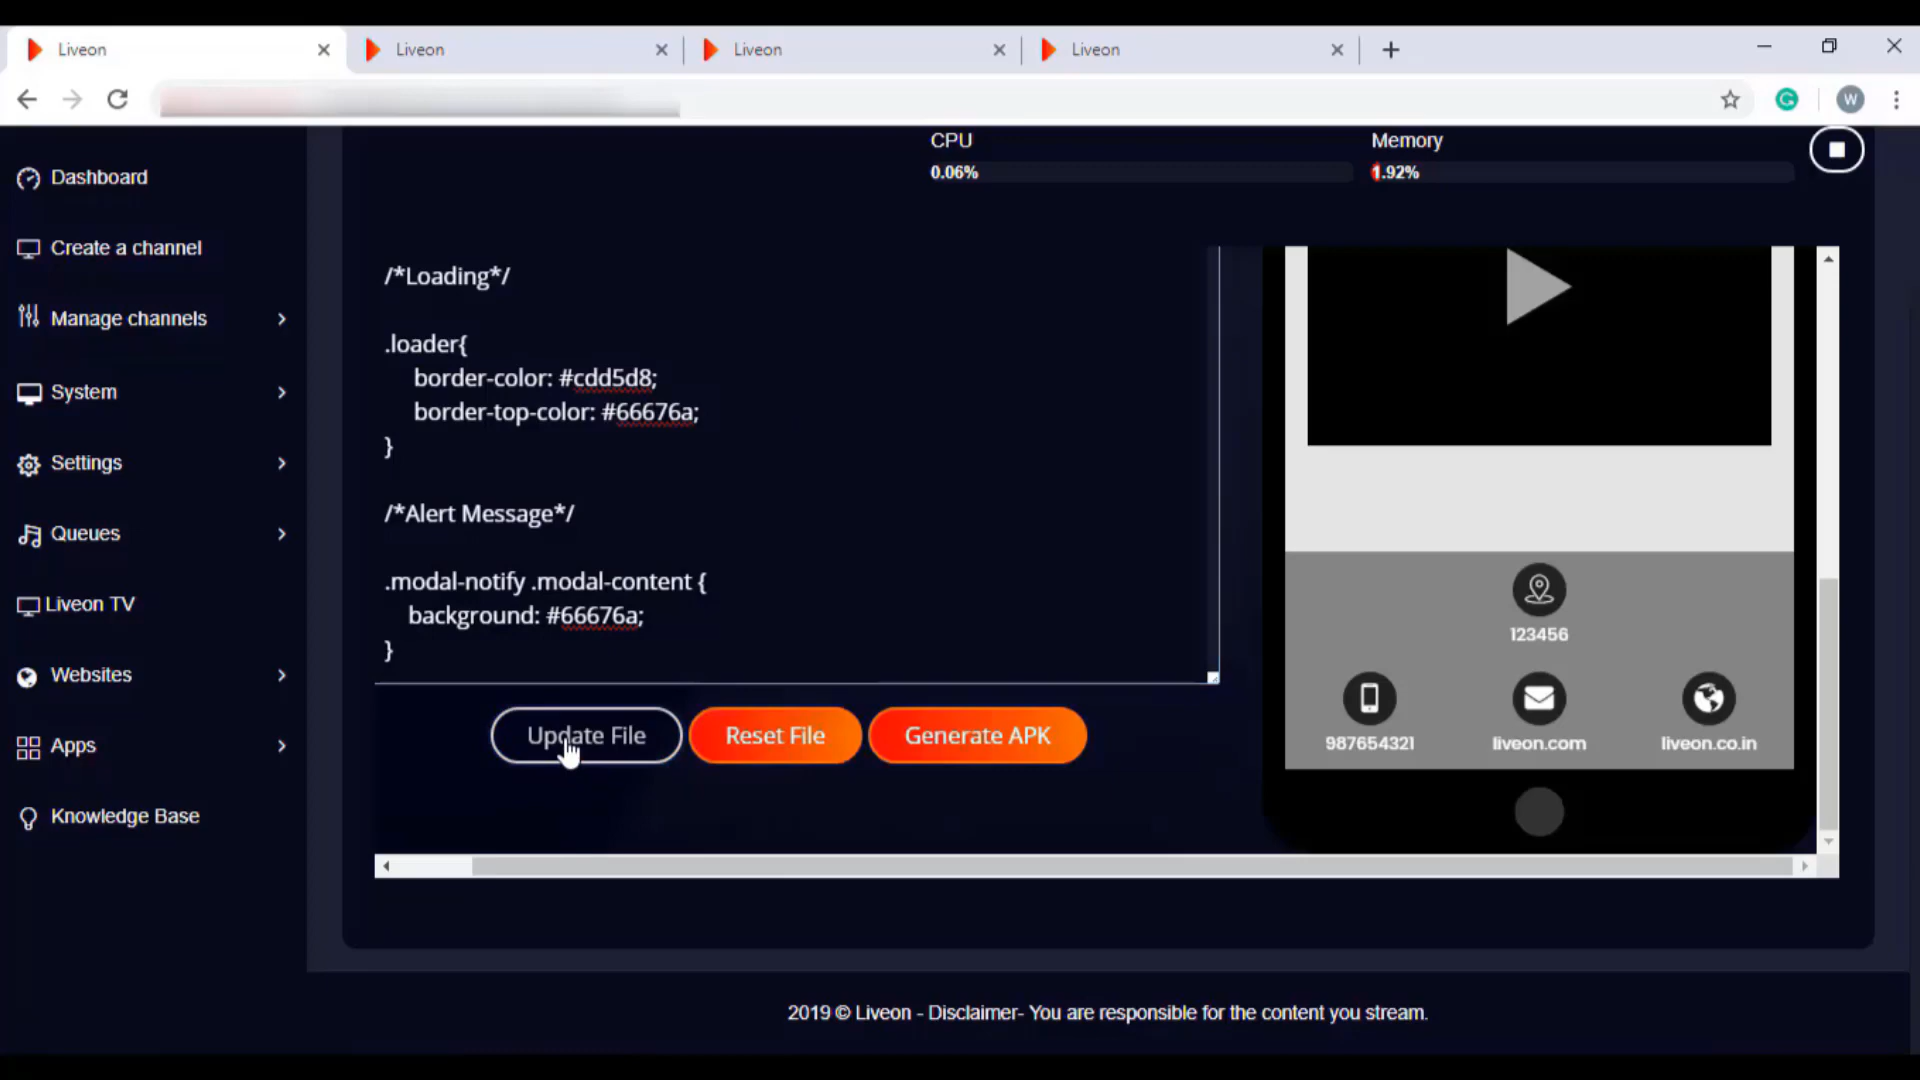 Liveon
Liveon
Liveon
Liveon
W
CPU
Memory
0.06%
1.92%
Dashboard
Create a channel
Manage channels
System
Settings
Queues
Liveon TV
Websites
Apps
Knowledge Base
/*Loading*/
.loader{
border-color: #cdd5d8;
border-top-color: #66676a;
}
/*Alert Message*/
.modal-notify .modal-content {
background: #66676a;
}
Update File
Reset File
Generate APK
123456
987654321
liveon.com
liveon.co.in
2019 © Liveon - Disclaimer- You are responsible for the content you stream.